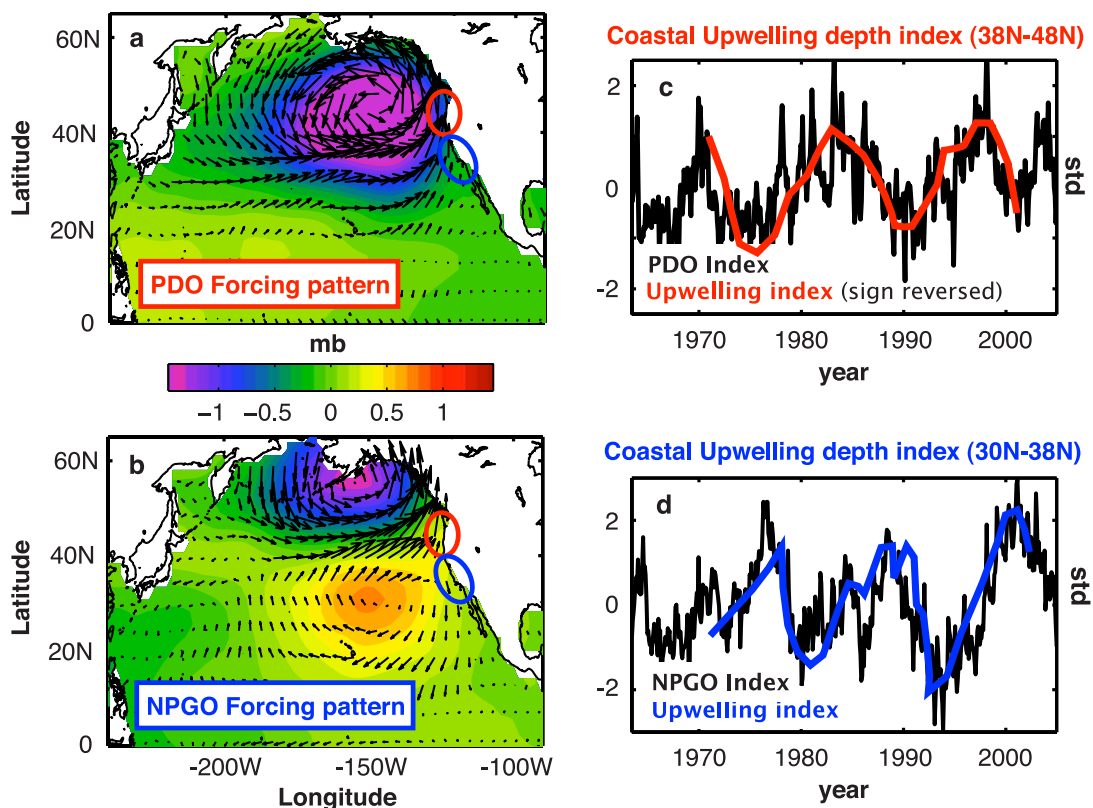 a
60N
40N
20N
0
Latitude
PDO Forcing pattern
mb
−1 −0.5 0 0.5 1
b
60N
40N
20N
0
Latitude
NPGO Forcing pattern
-200W -150W -100W
Longitude
Coastal Upwelling depth index (38N-48N)
c
2
0
-2
std
PDO Index
Upwelling index (sign reversed)
1970 1980 1990 2000
year
Coastal Upwelling depth index (30N-38N)
d
2
0
-2
std
NPGO Index
Upwelling index
1970 1980 1990 2000
year